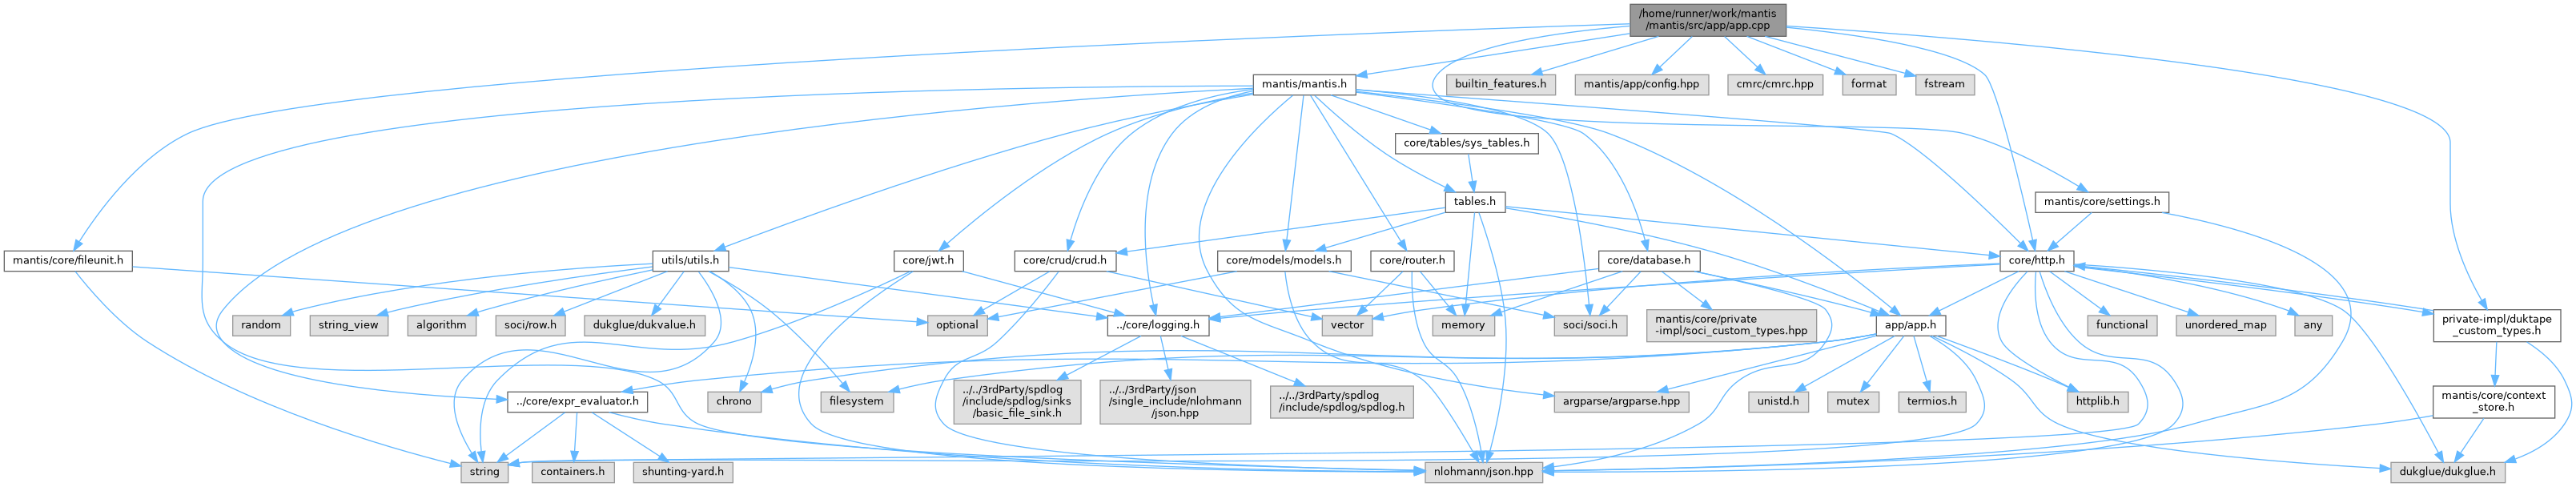 /home/runner/work/mantis
/mantis/src/app/app.cpp
mantis/mantis.h
builtin_features.h
mantis/app/config.hpp
cmrc/cmrc.hpp
format
fstream
core/tables/sys_tables.h
tables.h
mantis/core/settings.h
mantis/core/fileunit.h
utils/utils.h
core/jwt.h
core/crud/crud.h
core/models/models.h
core/router.h
core/database.h
core/http.h
random
string_view
algorithm
soci/row.h
dukglue/dukvalue.h
optional
../core/logging.h
vector
memory
soci/soci.h
mantis/core/private
-impl/soci_custom_types.hpp
app/app.h
functional
unordered_map
any
private-impl/duktape
_custom_types.h
../core/expr_evaluator.h
chrono
filesystem
../../3rdParty/spdlog
/include/spdlog/sinks
/basic_file_sink.h
../../3rdParty/json
/single_include/nlohmann
/json.hpp
../../3rdParty/spdlog
/include/spdlog/spdlog.h
argparse/argparse.hpp
unistd.h
mutex
termios.h
httplib.h
mantis/core/context
_store.h
string
containers.h
shunting-yard.h
nlohmann/json.hpp
dukglue/dukglue.h